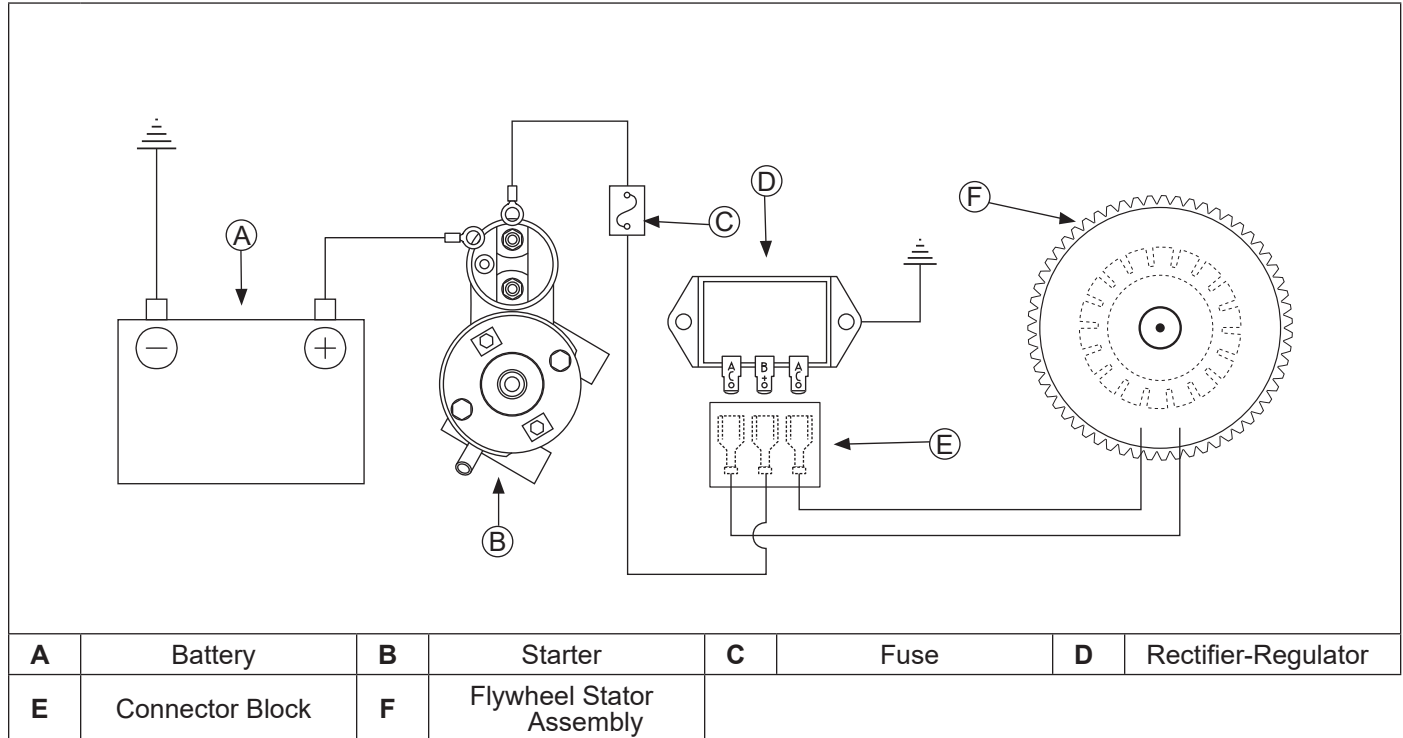 A
B
C
D
E
F
−
+
AC
B+
AC
A Battery B Starter C Fuse D Rectifier-Regulator
E Connector Block F Flywheel Stator
Assembly